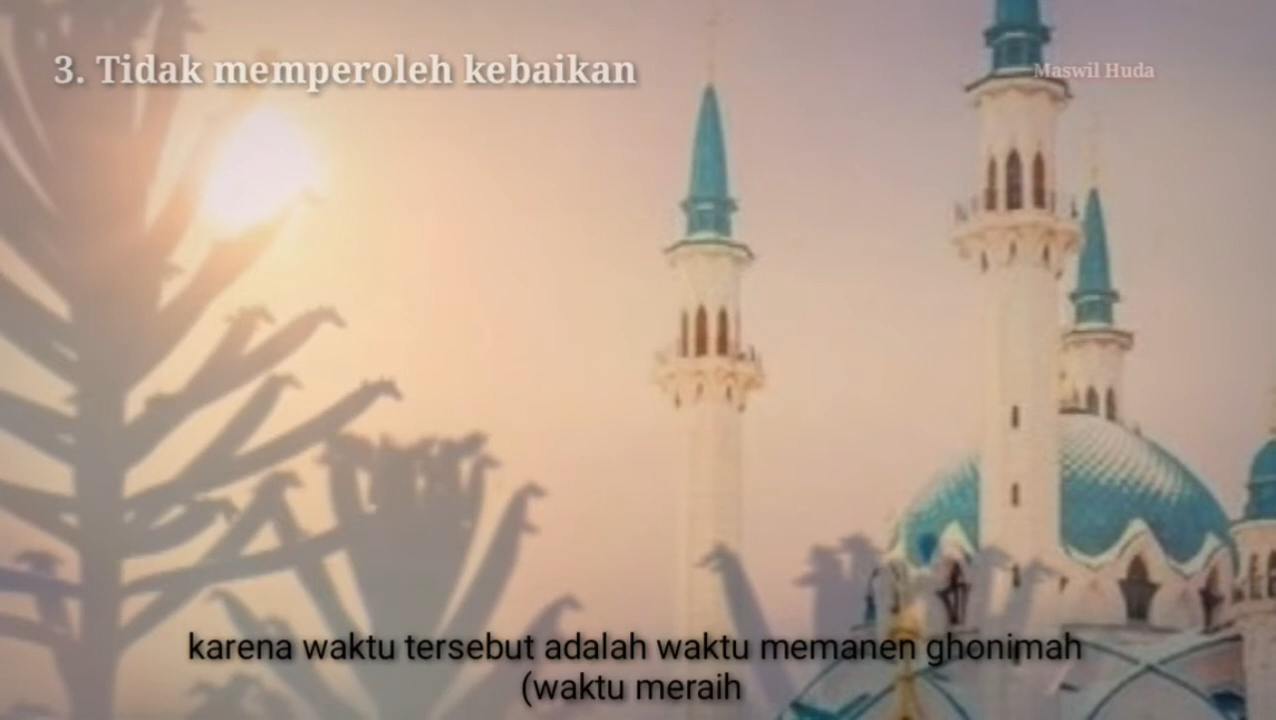 3. Tidak memperoleh kebaikan
Maswil Huda
karena waktu tersebut adalah waktu memanen ghonimah
(waktu meraih